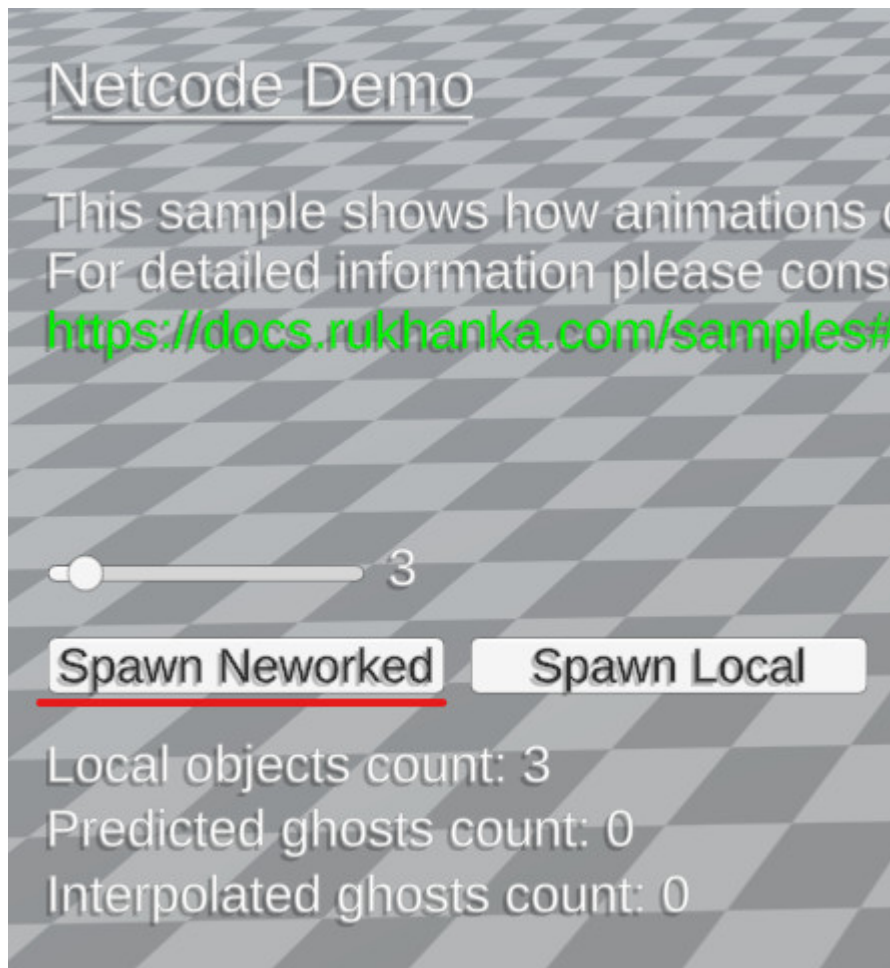 Netcode Demo
This sample shows how animations
For detailed information please cons
https://docs.rukhanka.com/samples#
3
Spawn Neworked
Spawn Local
Local objects count: 3
Predicted ghosts count: 0
Interpolated ghosts count: 0